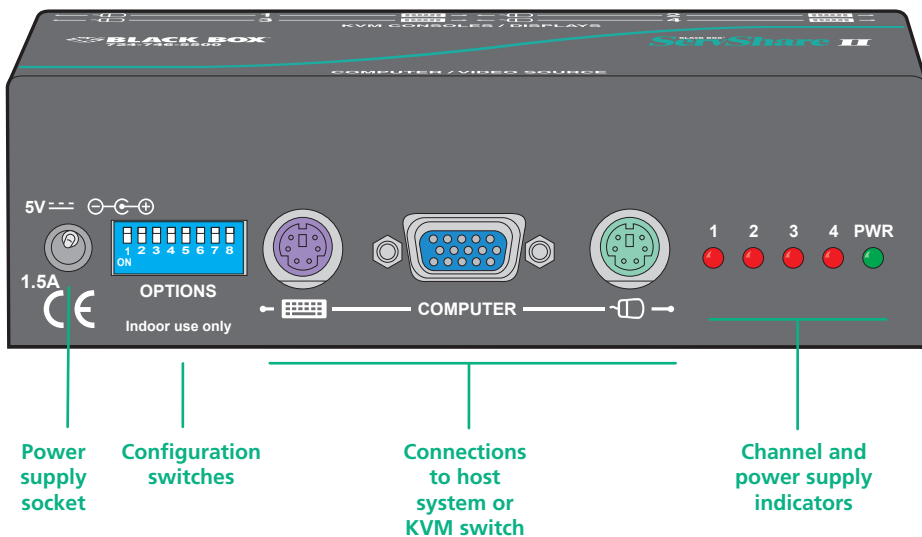 1 2
3 4
KVM CONSOLES / DISPLAYS
BLACK BOX
724-746-5500
BLACK BOX
ServShare II
COMPUTER / VIDEO SOURCE
5V
1.5A
1 2 3 4 5 6 7 8
ON
OPTIONS
CE
Indoor use only
COMPUTER
1 2 3 4 PWR
Power
supply
socket
Configuration
switches
Connections
to host
system or
KVM switch
Channel and
power supply
indicators